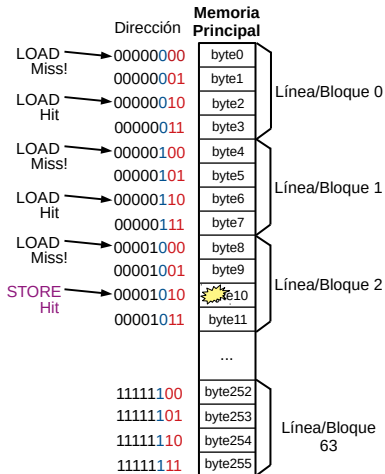 Dirección
Memoria
Principal
LOAD
Miss!
00000000
byte0
00000001
byte1
LOAD
Hit
00000010
byte2
00000011
byte3
Línea/Bloque 0
LOAD
Miss!
00000100
byte4
00000101
byte5
LOAD
Hit
00000110
byte6
00000111
byte7
Línea/Bloque 1
LOAD
Miss!
00001000
byte8
00001001
byte9
STORE
Hit
00001010
te10
00001011
byte11
Línea/Bloque 2
...
11111100
byte252
11111101
byte253
11111110
byte254
11111111
byte255
Línea/Bloque
63